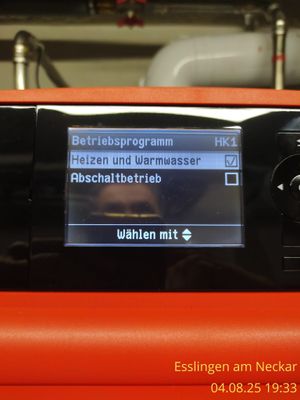 Betriebsprogramm HK1
Heizen und Warmwasser
Abschaltbetrieb
Wählen mit
Esslingen am Neckar
04.08.25 19:33